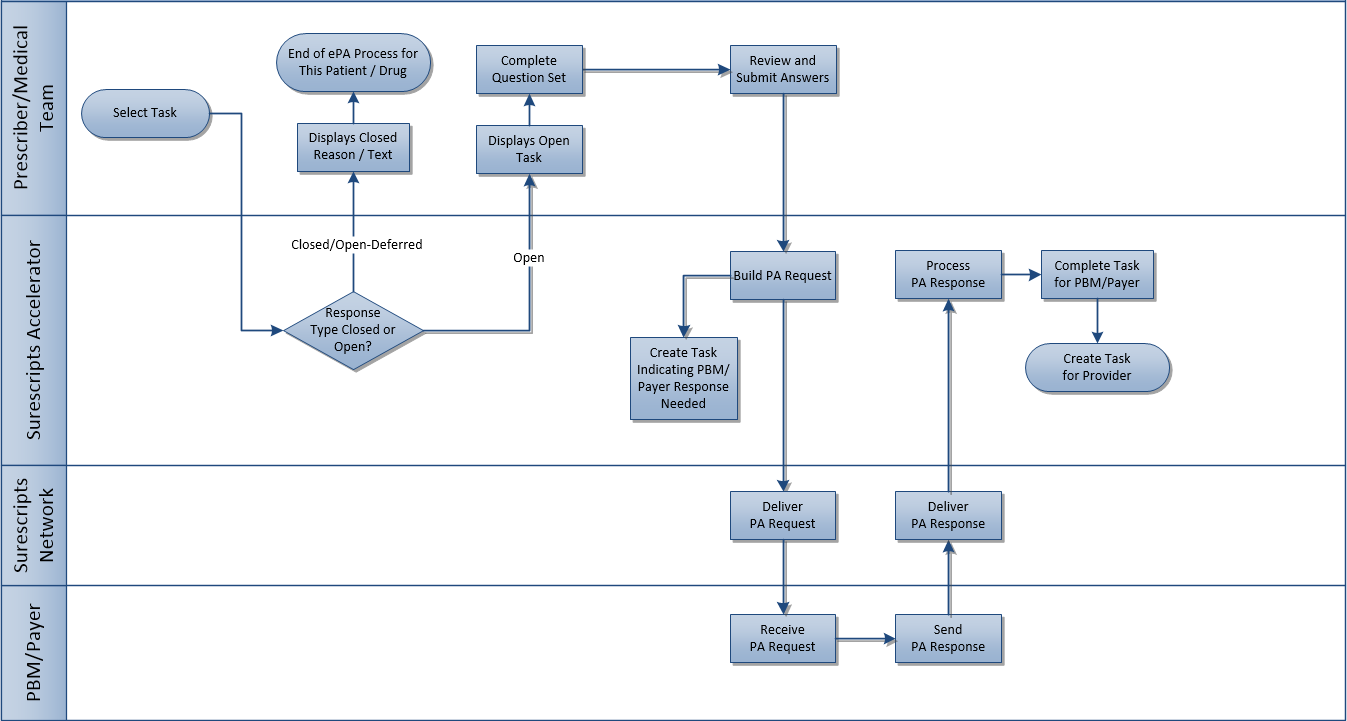 Prescriber/Medical
Team
Select Task
End of ePA Process for
This Patient / Drug
Displays Closed
Reason / Text
Complete
Question Set
Displays Open
Task
Review and
Submit Answers
Surescripts Accelerator
Closed/Open-Deferred
Open
Response
Type Closed or
Open?
Build PA Request
Create Task
Indicating PBM/
Payer Response
Needed
Process
PA Response
Complete Task
for PBM/Payer
Create Task
for Provider
Surescripts
Network
Deliver
PA Request
Deliver
PA Response
PBM/Payer
Receive
PA Request
Send
PA Response